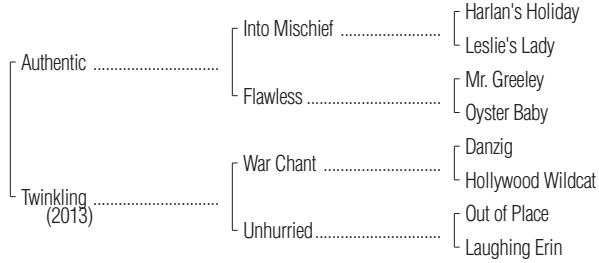 Harlan's Holiday
Into Mischief ....................
Leslie's Lady
Authentic .........................
Mr. Greeley
Flawless ...........................
Oyster Baby
Danzig
War Chant ........................
Hollywood Wildcat
Twinkling .........................
(2013)
Out of Place
Unhurried .........................
Laughing Erin